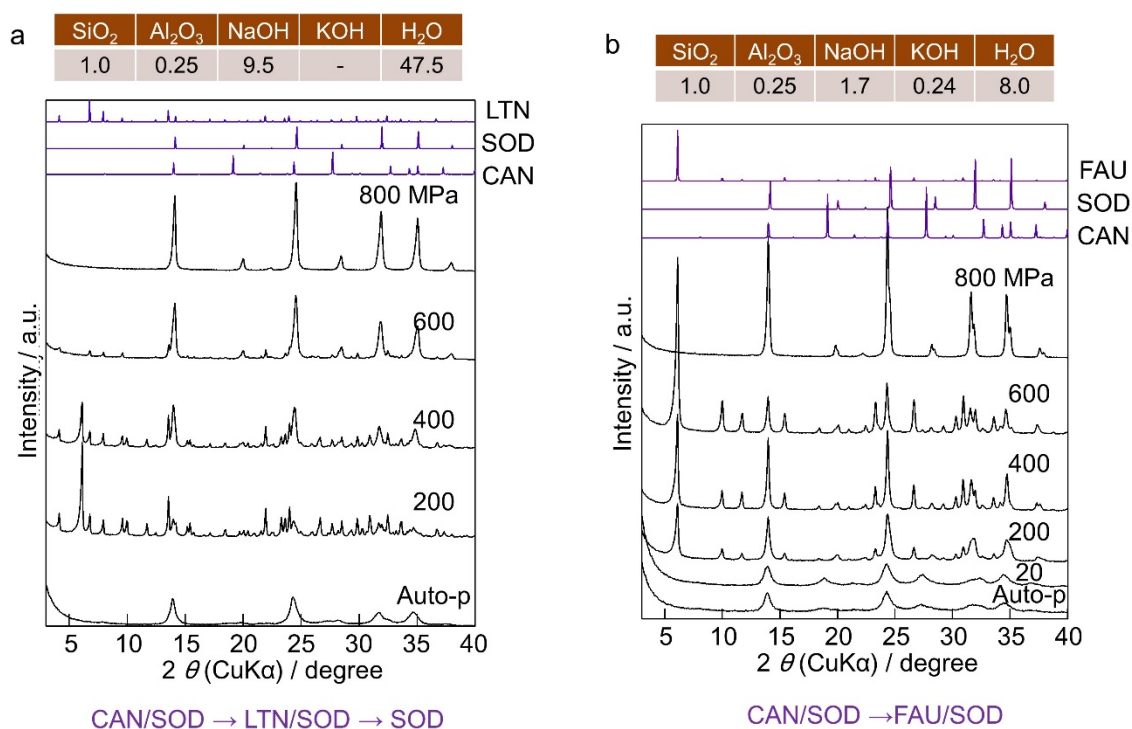 a
SiO₂ Al₂O₃ NaOH KOH H₂O
1.0 0.25 9.5 - 47.5
LTN
SOD
CAN
800 MPa
600
400
200
Auto-p
Intensity / a.u.
5 10 15 20 25 30 35 40
2 θ (CuKα) / degree
CAN/SOD → LTN/SOD → SOD
b
SiO₂ Al₂O₃ NaOH KOH H₂O
1.0 0.25 1.7 0.24 8.0
FAU
SOD
CAN
800 MPa
600
400
200
20
Auto-p
Intensity / a.u.
5 10 15 20 25 30 35 40
2 θ (CuKα) / degree
CAN/SOD →FAU/SOD